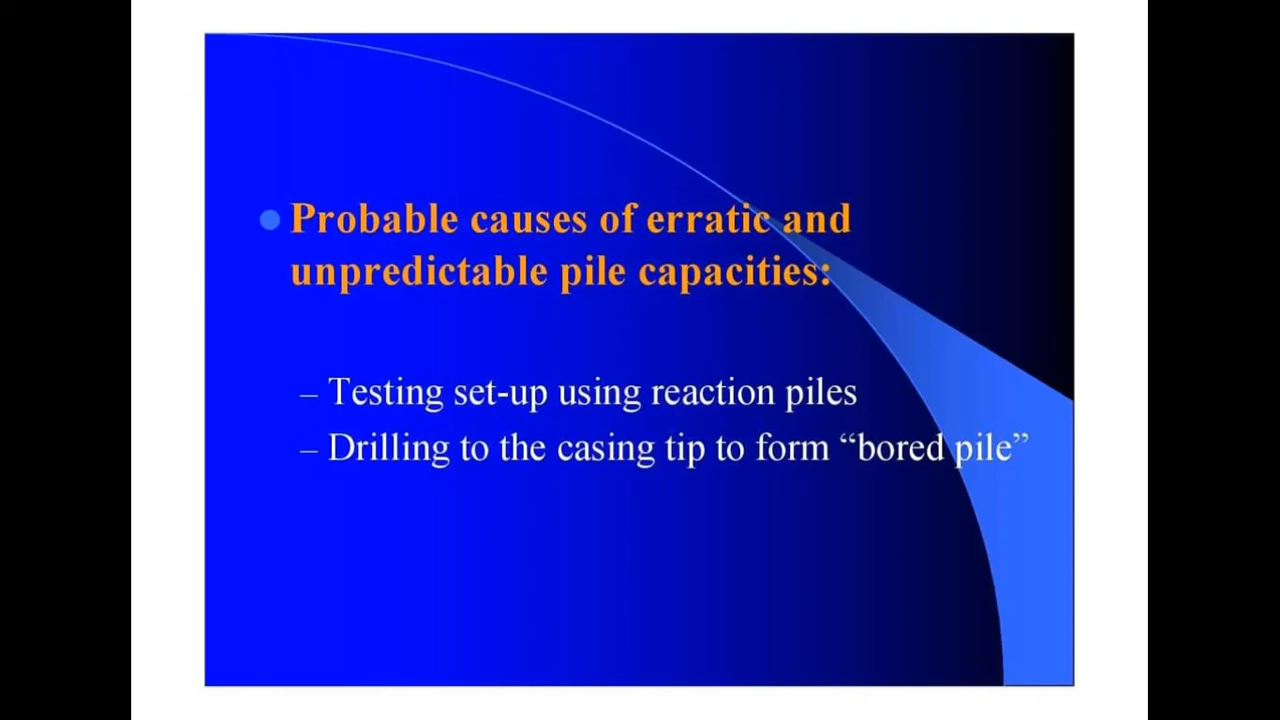 Probable causes of erratic and
unpredictable pile capacities:
– Testing set-up using reaction piles
– Drilling to the casing tip to form “bored pile”